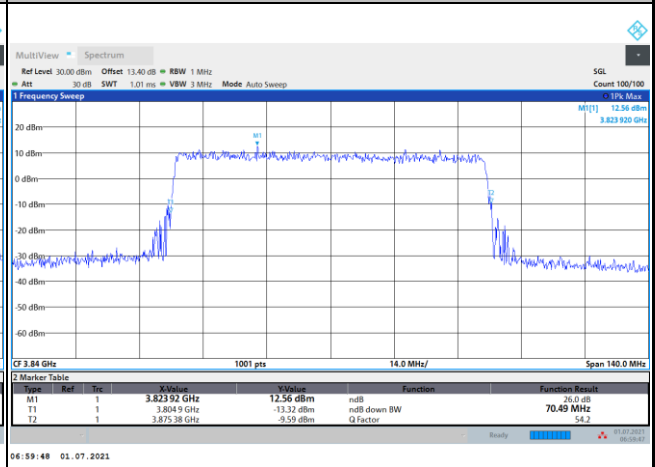 MultiView Spectrum
Ref Level 30.00 dBm Offset 13.40 dB RBW 1 MHz SGL
Att 30 dB SWT 1.01 ms VBW 3 MHz Mode Auto Sweep Count 100/100
1 Frequency Sweep 1Pk Max
M1[1] 12.56 dBm
3.823 920 GHz
20 dBm
M1
10 dBm
0 dBm
T1
T2
-10 dBm
-20 dBm
-30 dBm
-40 dBm
-50 dBm
-60 dBm
CF 3.84 GHz 1001 pts 14.0 MHz/ Span 140.0 MHz
2 Marker Table
Type Ref Trc X-Value Y-Value Function Function Result
M1 1 3.823 92 GHz 12.56 dBm ndB 26.0 dB
T1 1 3.804 9 GHz -13.32 dBm ndB down BW 70.49 MHz
T2 1 3.875 38 GHz -9.59 dBm Q Factor 54.2
Ready 01.07.2021
06:59:47
06:59:48 01.07.2021